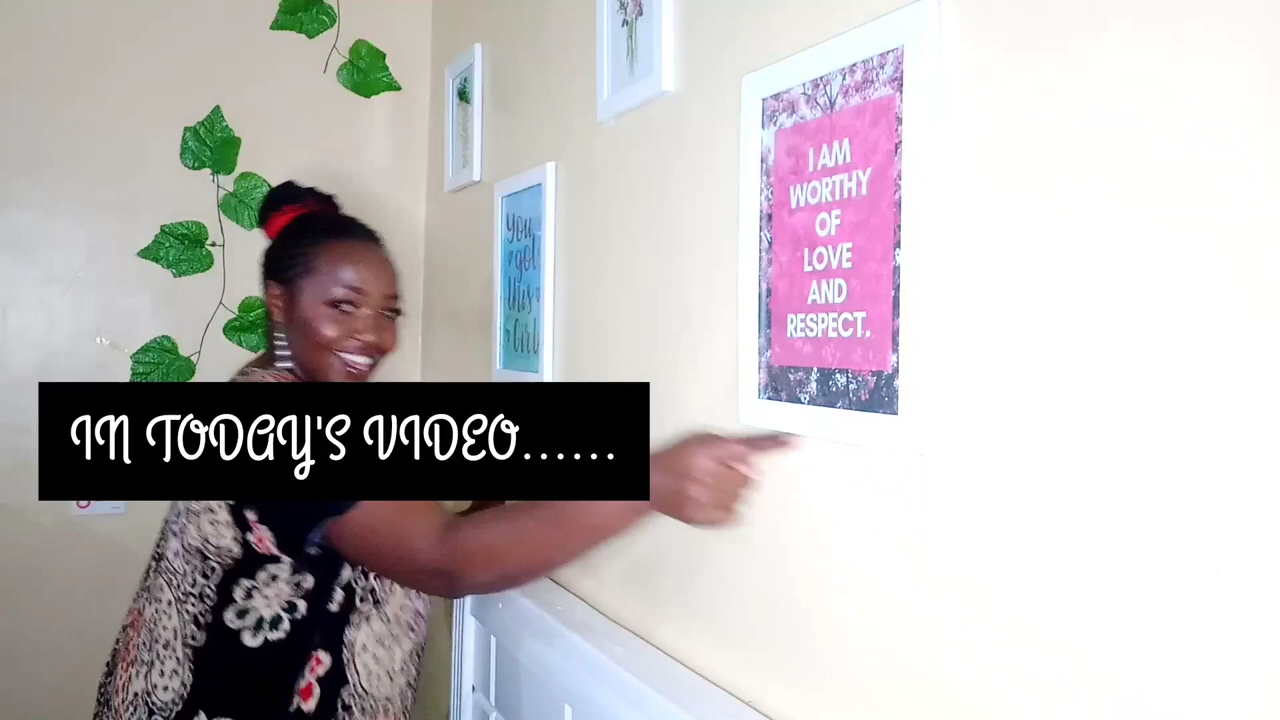 I AM
WORTHY
OF
LOVE
AND
RESPECT.
you
got
this
Girl
IN TODAY'S VIDEO......